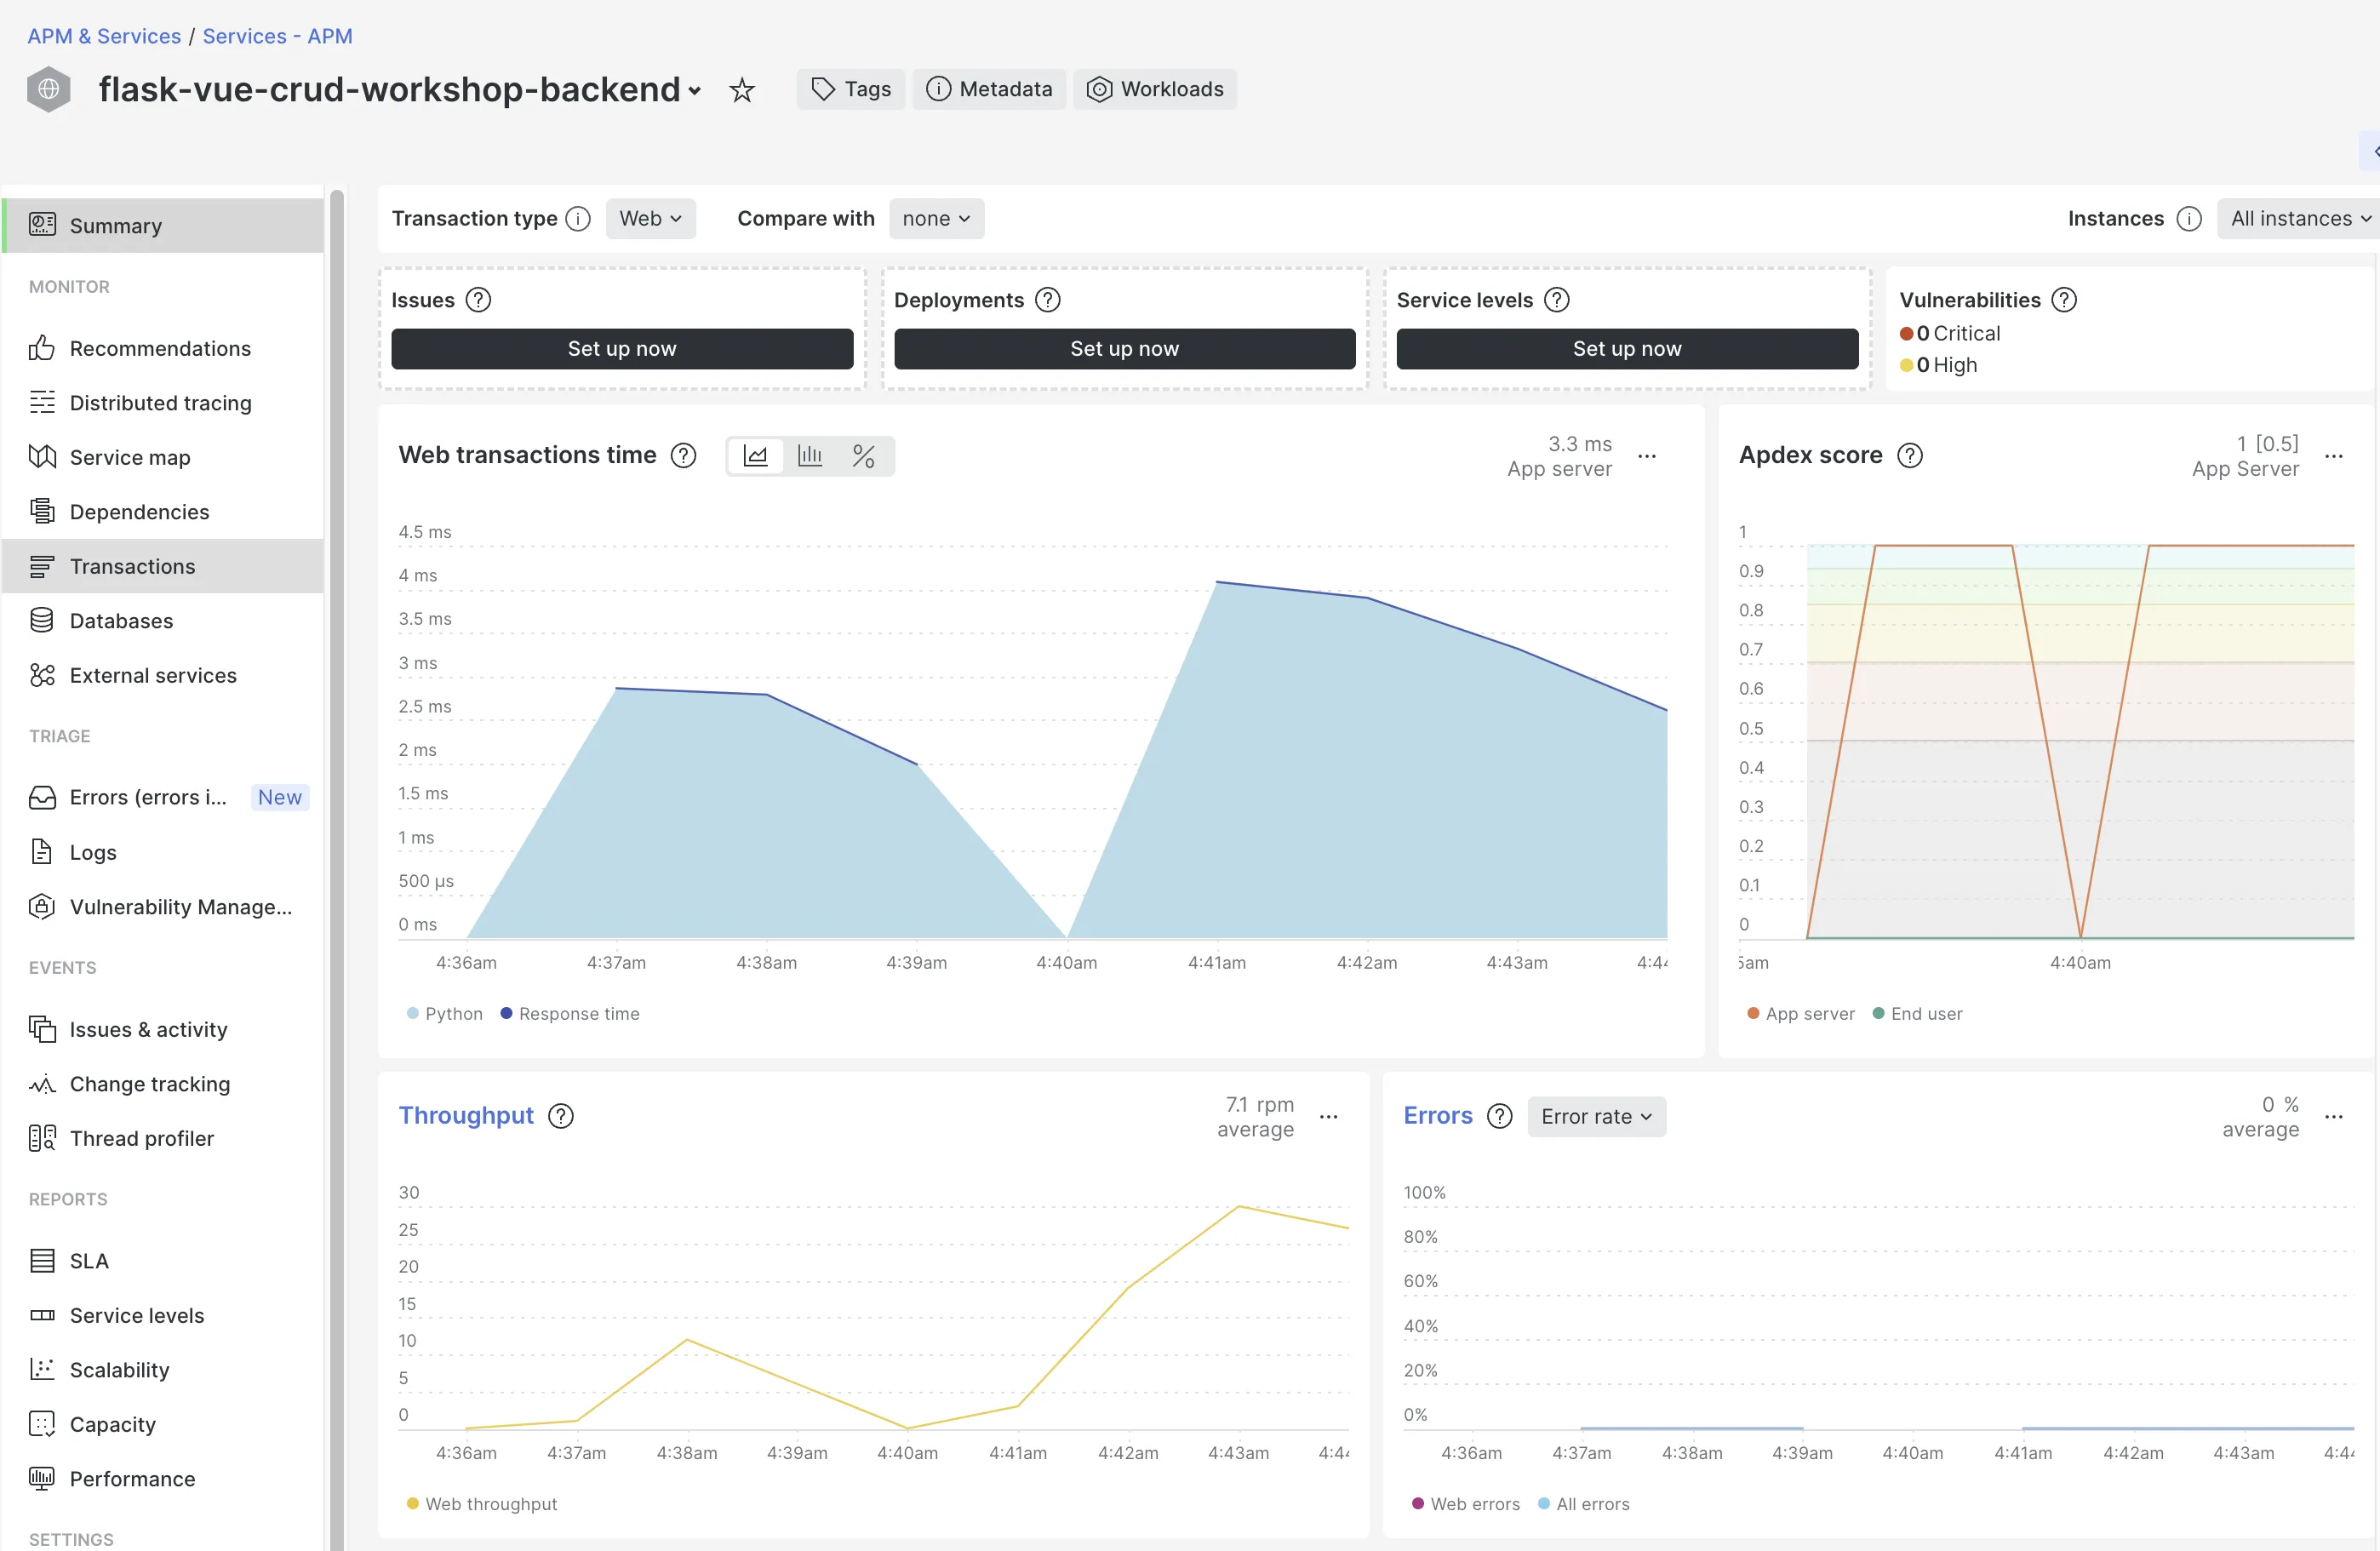 APM & Services / Services - APM
flask-vue-crud-workshop-backend
Tags
Metadata
Workloads
Summary
MONITOR
Recommendations
Distributed tracing
Service map
Dependencies
Transactions
Databases
External services
TRIAGE
Errors (errors i... New
Logs
Vulnerability Manage...
EVENTS
Issues & activity
Change tracking
Thread profiler
REPORTS
SLA
Service levels
Scalability
Capacity
Performance
SETTINGS
Transaction type Web
Compare with none
Instances All instances
Issues
Set up now
Deployments
Set up now
Service levels
Set up now
Vulnerabilities
0 Critical
0 High
Web transactions time
%
3.3 ms
App server
4.5 ms
4 ms
3.5 ms
3 ms
2.5 ms
2 ms
1.5 ms
1 ms
500 µs
0 ms
4:36am 4:37am 4:38am 4:39am 4:40am 4:41am 4:42am 4:43am 4:44
Python Response time
Apdex score
1 [0.5]
App Server
1
0.9
0.8
0.7
0.6
0.5
0.4
0.3
0.2
0.1
0
5am 4:40am
App server End user
Throughput
7.1 rpm
average
30
25
20
15
10
5
0
4:36am 4:37am 4:38am 4:39am 4:40am 4:41am 4:42am 4:43am 4:44
Web throughput
Errors Error rate
0 %
average
100%
80%
60%
40%
20%
0%
4:36am 4:37am 4:38am 4:39am 4:40am 4:41am 4:42am 4:43am 4:44
Web errors All errors